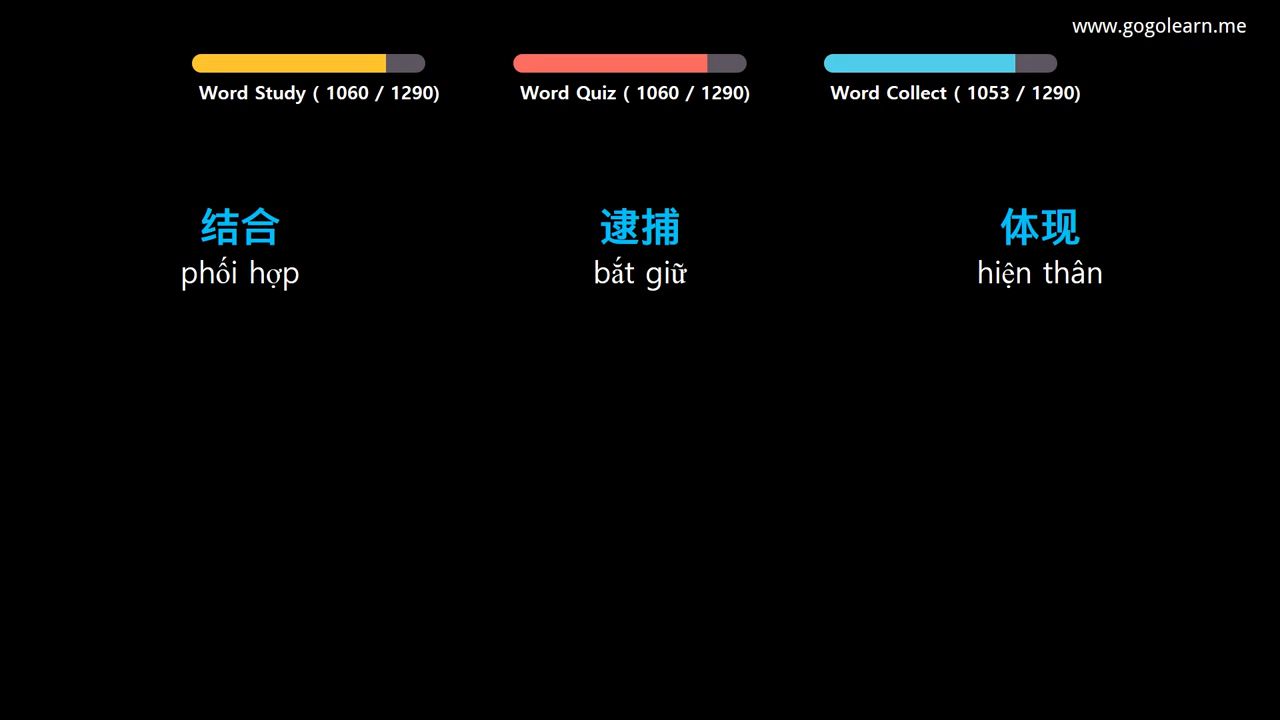 www.gogolearn.me
Word Study ( 1060 / 1290)
Word Quiz ( 1060 / 1290)
Word Collect ( 1053 / 1290)
结合
phối hợp
逮捕
bắt giữ
体现
hiện thân